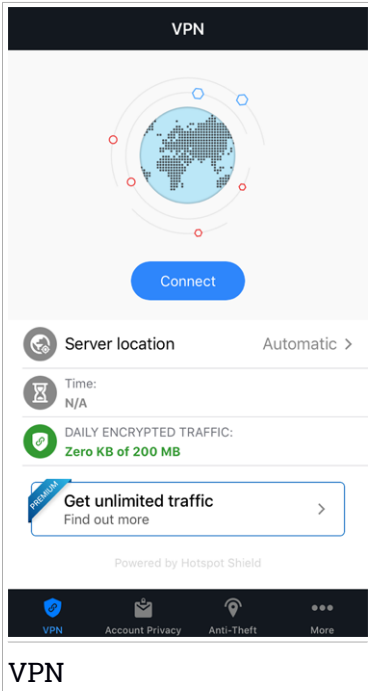 VPN
Connect
Server location
Automatic
Time:
N/A
DAILY ENCRYPTED TRAFFIC:
Zero KB of 200 MB
PREMIUM
Get unlimited traffic
Find out more
Powered by Hotspot Shield
VPN
Account Privacy
Anti-Theft
More
VPN